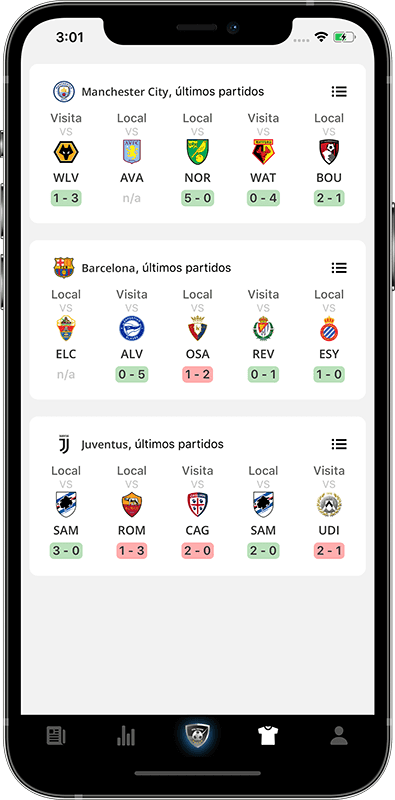 3:01
Manchester City, últimos partidos
Visita Local Local Visita Local
VS VS VS VS VS
WLV AVA NOR WAT BOU
1 - 3 n/a 5 - 0 0 - 4 2 - 1
Barcelona, últimos partidos
Local Visita Local Visita Local
VS VS VS VS VS
ELC ALV OSA REV ESY
n/a 0 - 5 1 - 2 0 - 1 1 - 0
Juventus, últimos partidos
Local Local Visita Local Visita
VS VS VS VS VS
SAM ROM CAG SAM UDI
3 - 0 1 - 3 2 - 0 2 - 0 2 - 1